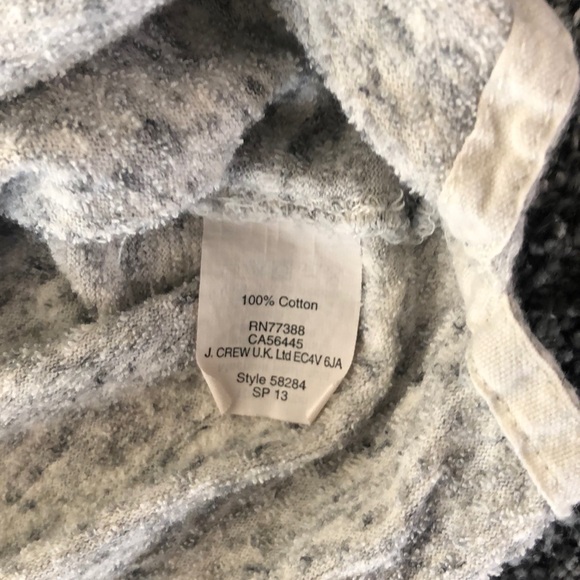 100% Cotton
RN77388
CA56445
J. CREW U.K. Ltd EC4V 6JA
Style 58284
SP 13